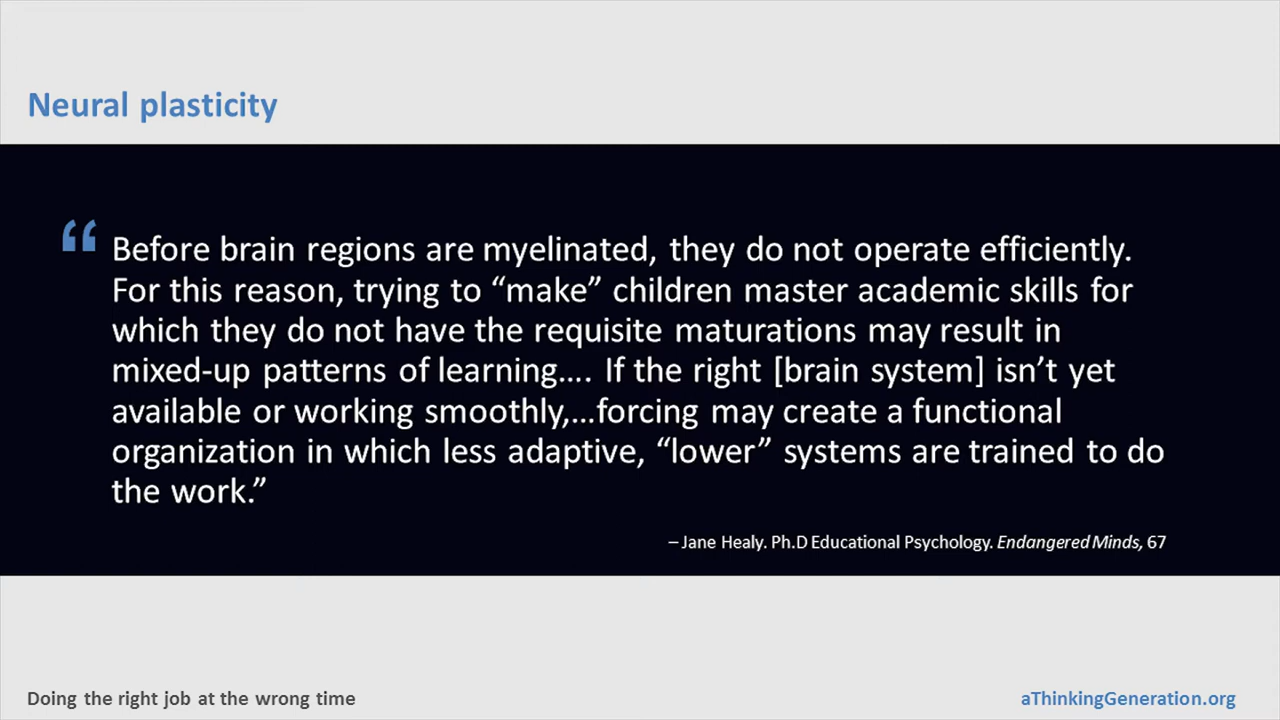 Neural plasticity
“ Before brain regions are myelinated, they do not operate efficiently.
For this reason, trying to “make” children master academic skills for
which they do not have the requisite maturations may result in
mixed-up patterns of learning.... If the right [brain system] isn’t yet
available or working smoothly,...forcing may create a functional
organization in which less adaptive, “lower” systems are trained to do
the work.”
– Jane Healy. Ph.D Educational Psychology. Endangered Minds, 67
Doing the right job at the wrong time
aThinkingGeneration.org